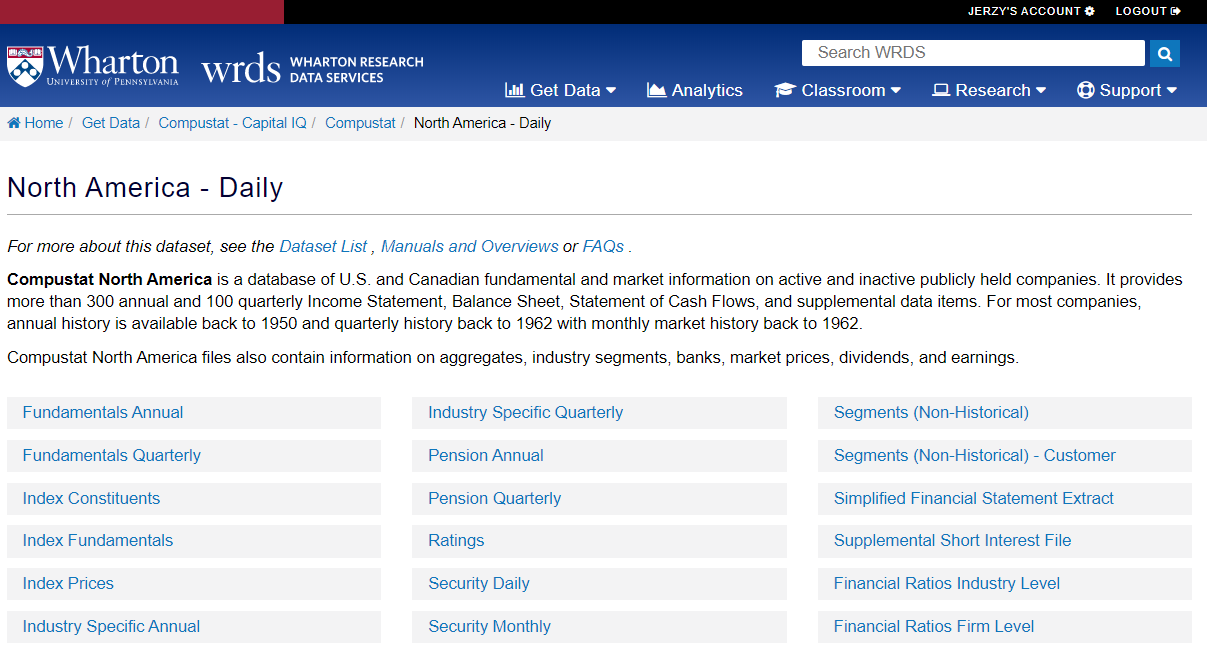 JERZY'S ACCOUNT LOGOUT
Wharton
UNIVERSITY OF PENNSYLVANIA
wrds WHARTON RESEARCH
DATA SERVICES
Search WRDS
Get Data Analytics Classroom Research Support
Home / Get Data / Compustat - Capital IQ / Compustat / North America - Daily
North America - Daily
For more about this dataset, see the Dataset List , Manuals and Overviews or FAQs .
Compustat North America is a database of U.S. and Canadian fundamental and market information on active and inactive publicly held companies. It provides
more than 300 annual and 100 quarterly Income Statement, Balance Sheet, Statement of Cash Flows, and supplemental data items. For most companies,
annual history is available back to 1950 and quarterly history back to 1962 with monthly market history back to 1962.
Compustat North America files also contain information on aggregates, industry segments, banks, market prices, dividends, and earnings.
Fundamentals Annual
Fundamentals Quarterly
Index Constituents
Index Fundamentals
Index Prices
Industry Specific Annual
Industry Specific Quarterly
Pension Annual
Pension Quarterly
Ratings
Security Daily
Security Monthly
Segments (Non-Historical)
Segments (Non-Historical) - Customer
Simplified Financial Statement Extract
Supplemental Short Interest File
Financial Ratios Industry Level
Financial Ratios Firm Level